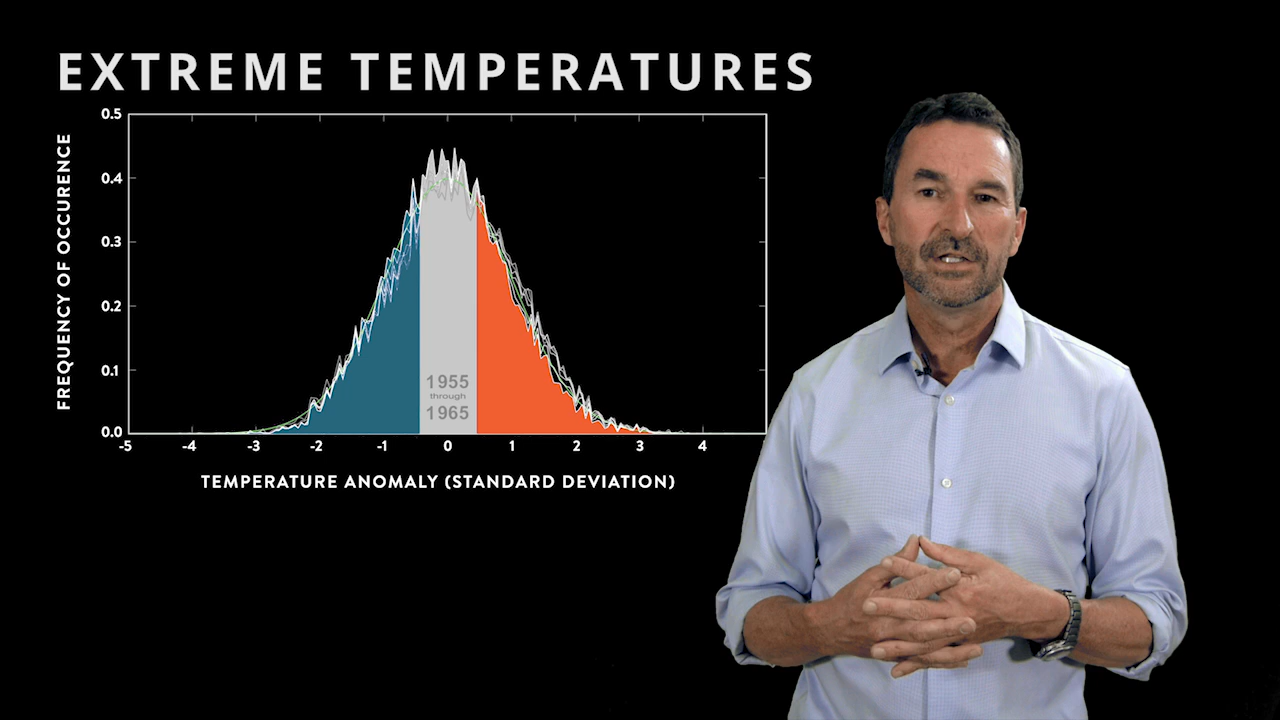 EXTREME TEMPERATURES
0.5
0.4
0.3
0.2
0.1
0.0
FREQUENCY OF OCCURENCE
1955
through
1965
-5 -4 -3 -2 -1 0 1 2 3 4
TEMPERATURE ANOMALY (STANDARD DEVIATION)